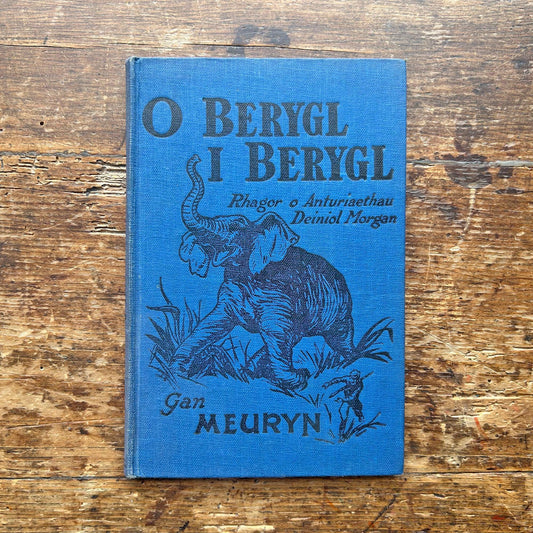 O BERYGL
I BERYGL
Rhagor o Anturiaethau
Deiniol Morgan
Gan
MEURYN